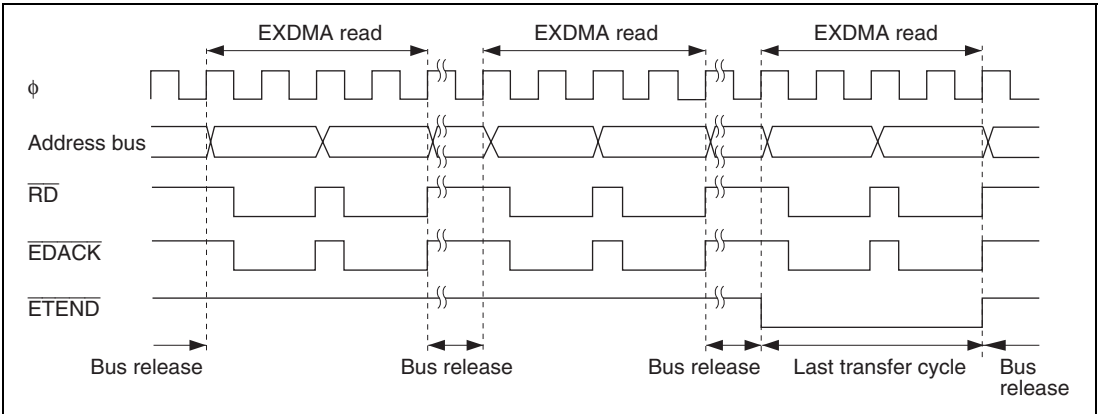 EXDMA read EXDMA read EXDMA read
φ
Address bus
RD
EDACK
ETEND
Bus release Bus release Bus release Last transfer cycle Bus
release